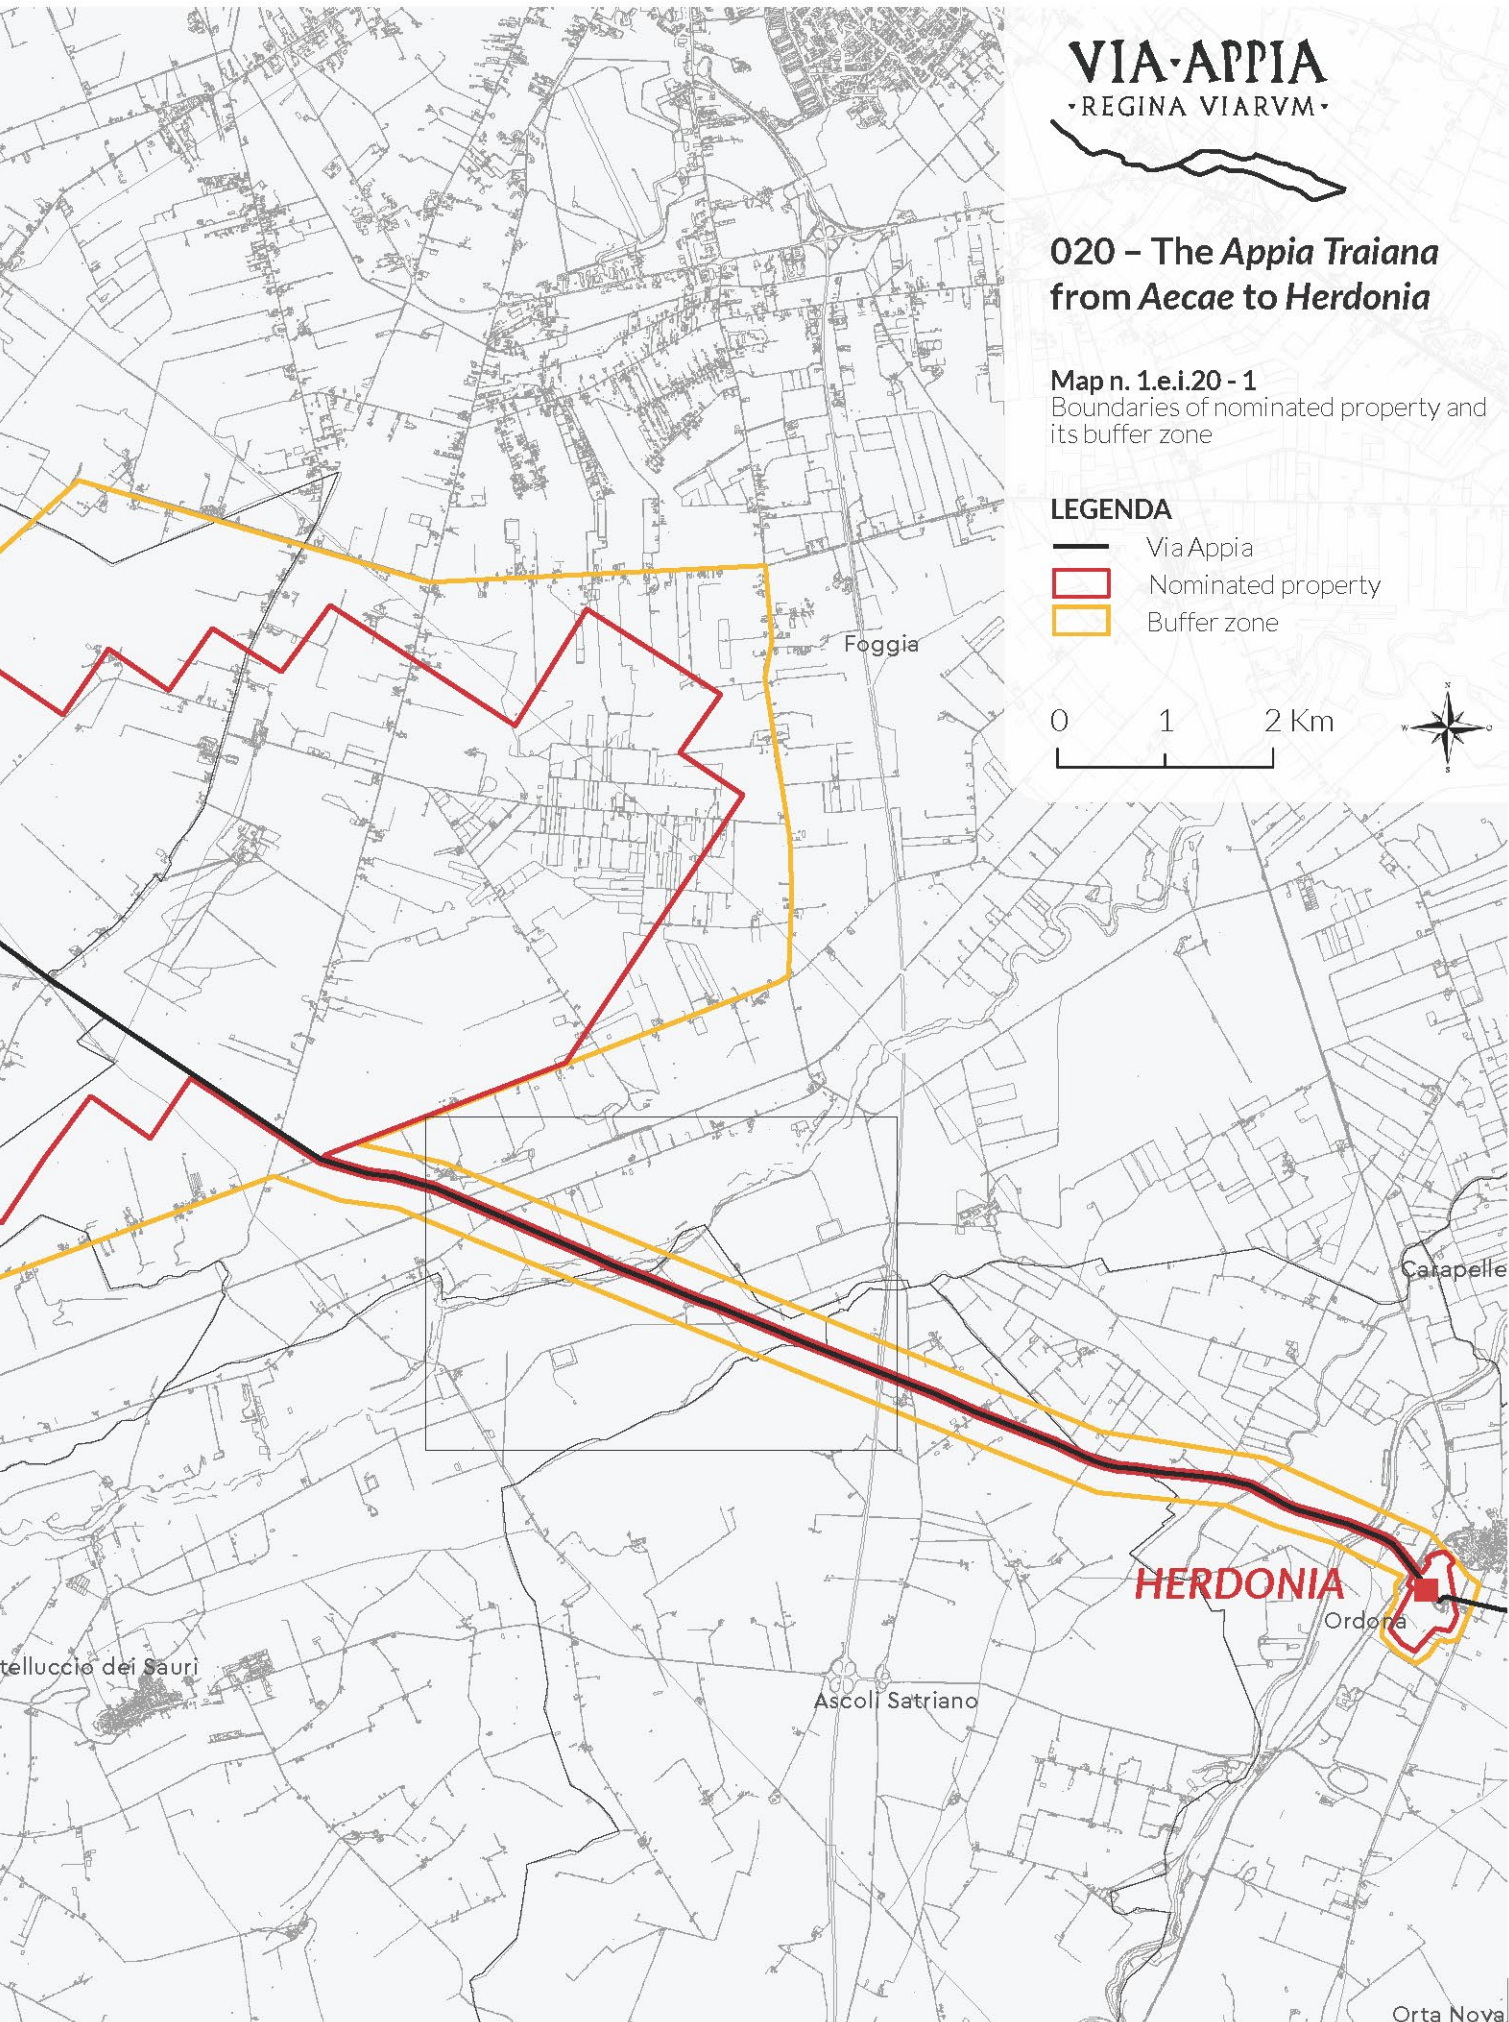 VIA·APPIA
·REGINA VIARVM·
020 – The Appia Traiana
from Aecae to Herdonia
Map n. 1.e.i.20 - 1
Boundaries of nominated property and
its buffer zone
LEGENDA
Via Appia
Nominated property
Buffer zone
Foggia
0 1 2 Km
N
W O
S
Carapelle
HERDONIA
Ordona
telluccio dei Sauri
Ascoli Satriano
Orta Nova